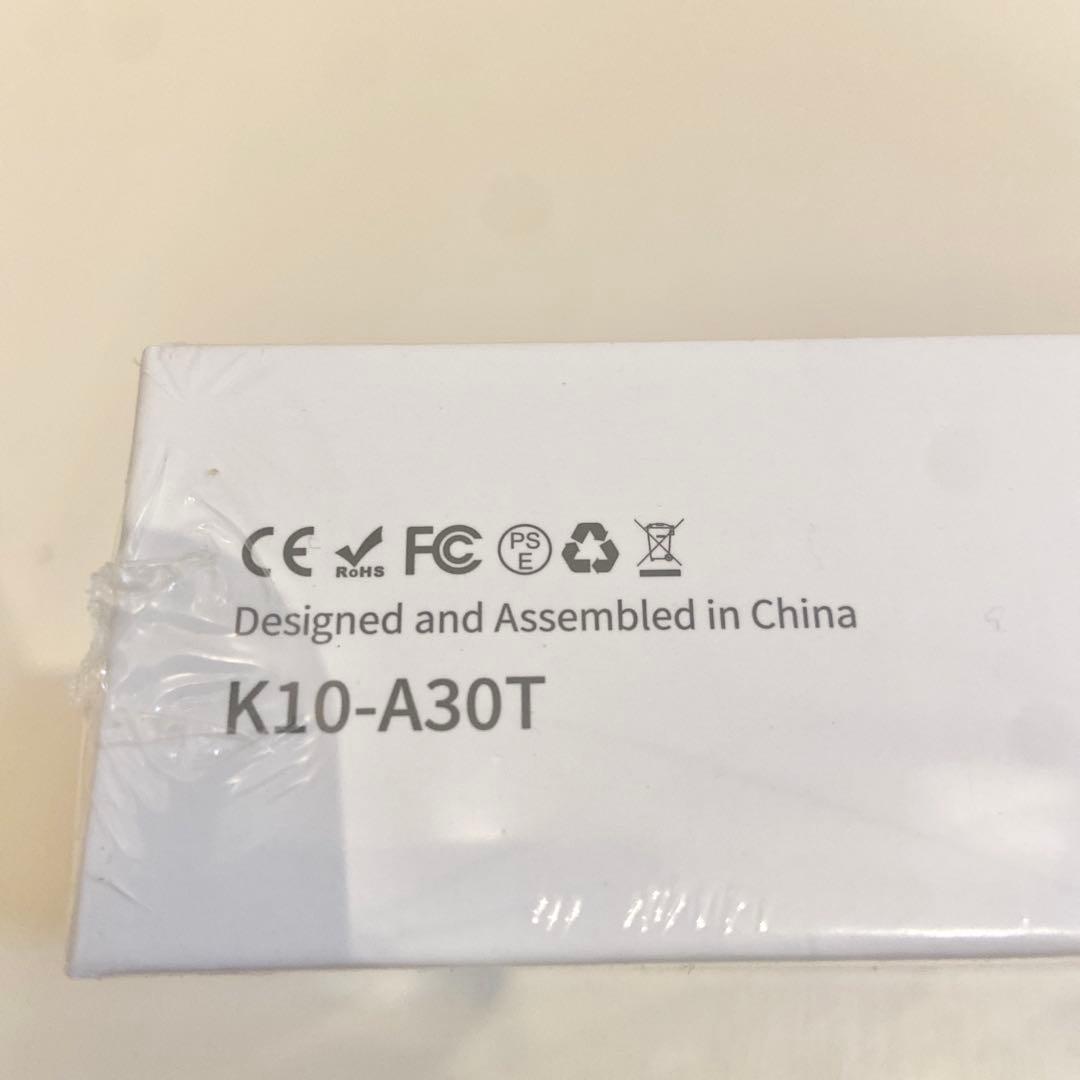 CE RoHS FC PSE
Designed and Assembled in China
K10-A30T